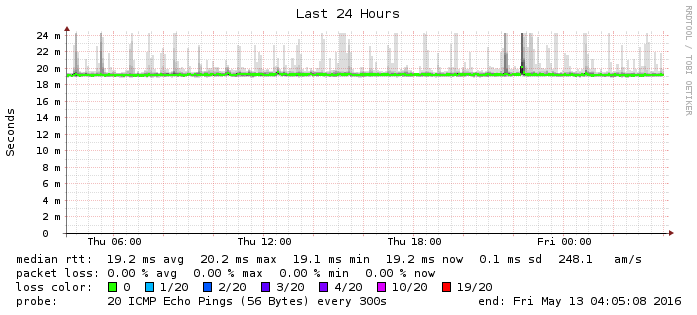 Last 24 Hours
RRDTOOL / TOBI OETIKER
Seconds
24 m
22 m
20 m
18 m
16 m
14 m
12 m
10 m
8 m
6 m
4 m
2 m
0
Thu 06:00 Thu 12:00 Thu 18:00 Fri 00:00
median rtt: 19.2 ms avg 20.2 ms max 19.1 ms min 19.2 ms now 0.1 ms sd 248.1 am/s
packet loss: 0.00 % avg 0.00 % max 0.00 % min 0.00 % now
loss color: 0 1/20 2/20 3/20 4/20 10/20 19/20
probe: 20 ICMP Echo Pings (56 Bytes) every 300s end: Fri May 13 04:05:08 2016